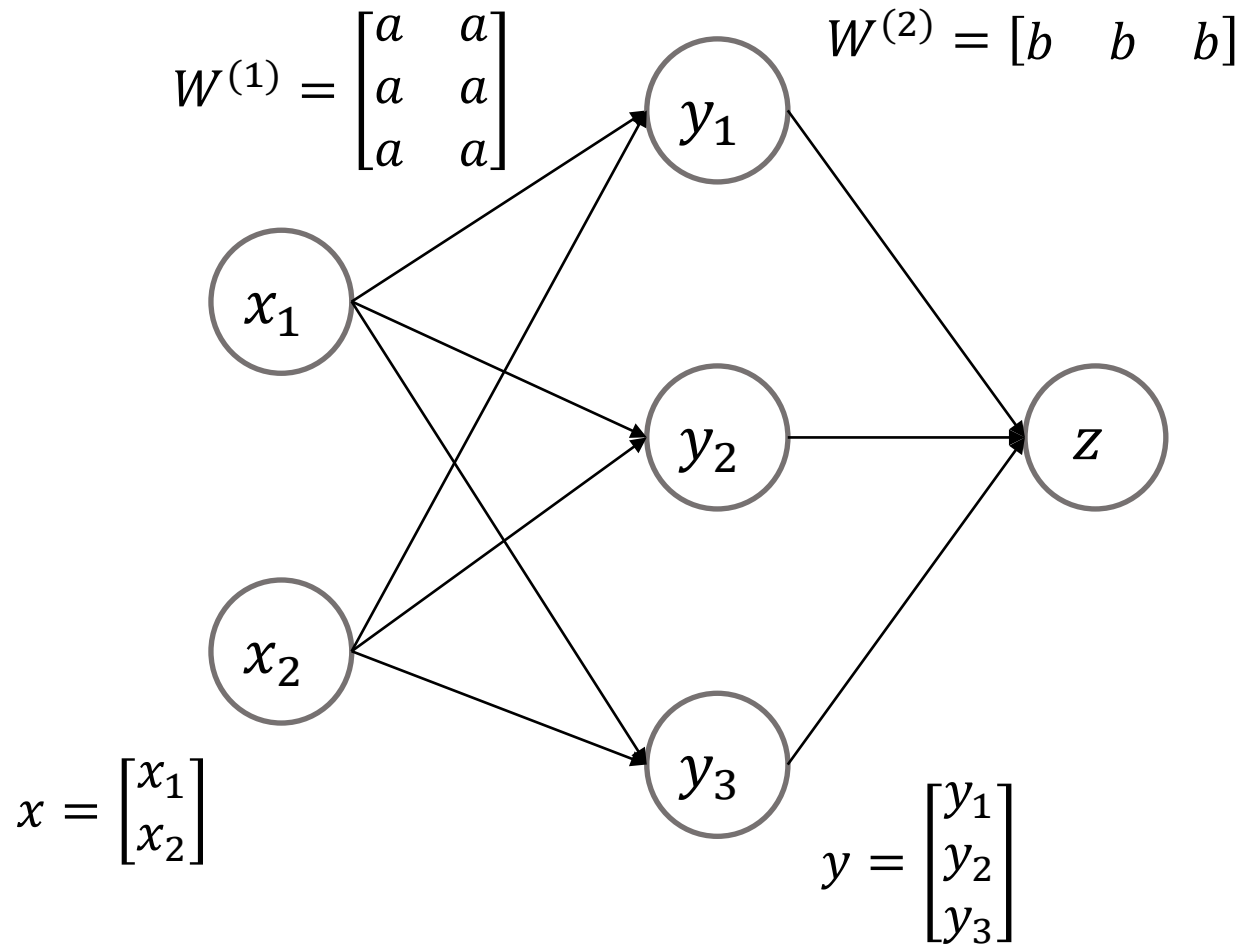 W^(1) = [a a
a a
a a]
W^(2) = [b b b]
y_1
x_1
y_2
z
x_2
y_3
x = [x_1
x_2]
y = [y_1
y_2
y_3]